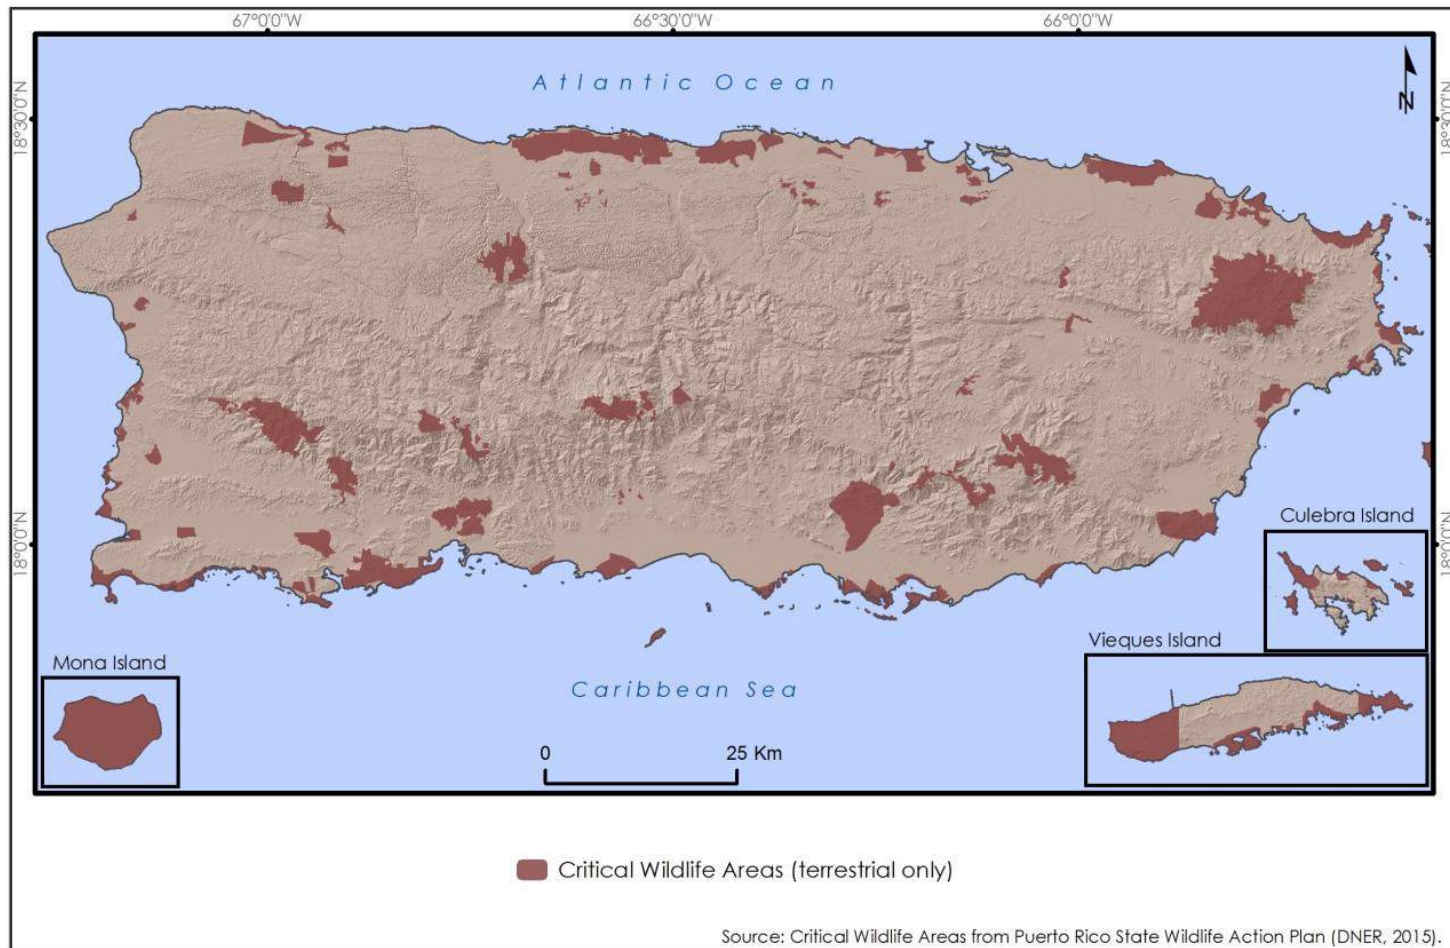 67°0'0"W
66°30'0"W
66°0'0"W
18°30'0"N
18°30'0"N
Atlantic Ocean
N
18°0'0"N
18°0'0"N
Culebra Island
Vieques Island
Mona Island
Caribbean Sea
0
25 Km
Critical Wildlife Areas (terrestrial only)
Source: Critical Wildlife Areas from Puerto Rico State Wildlife Action Plan (DNER, 2015).